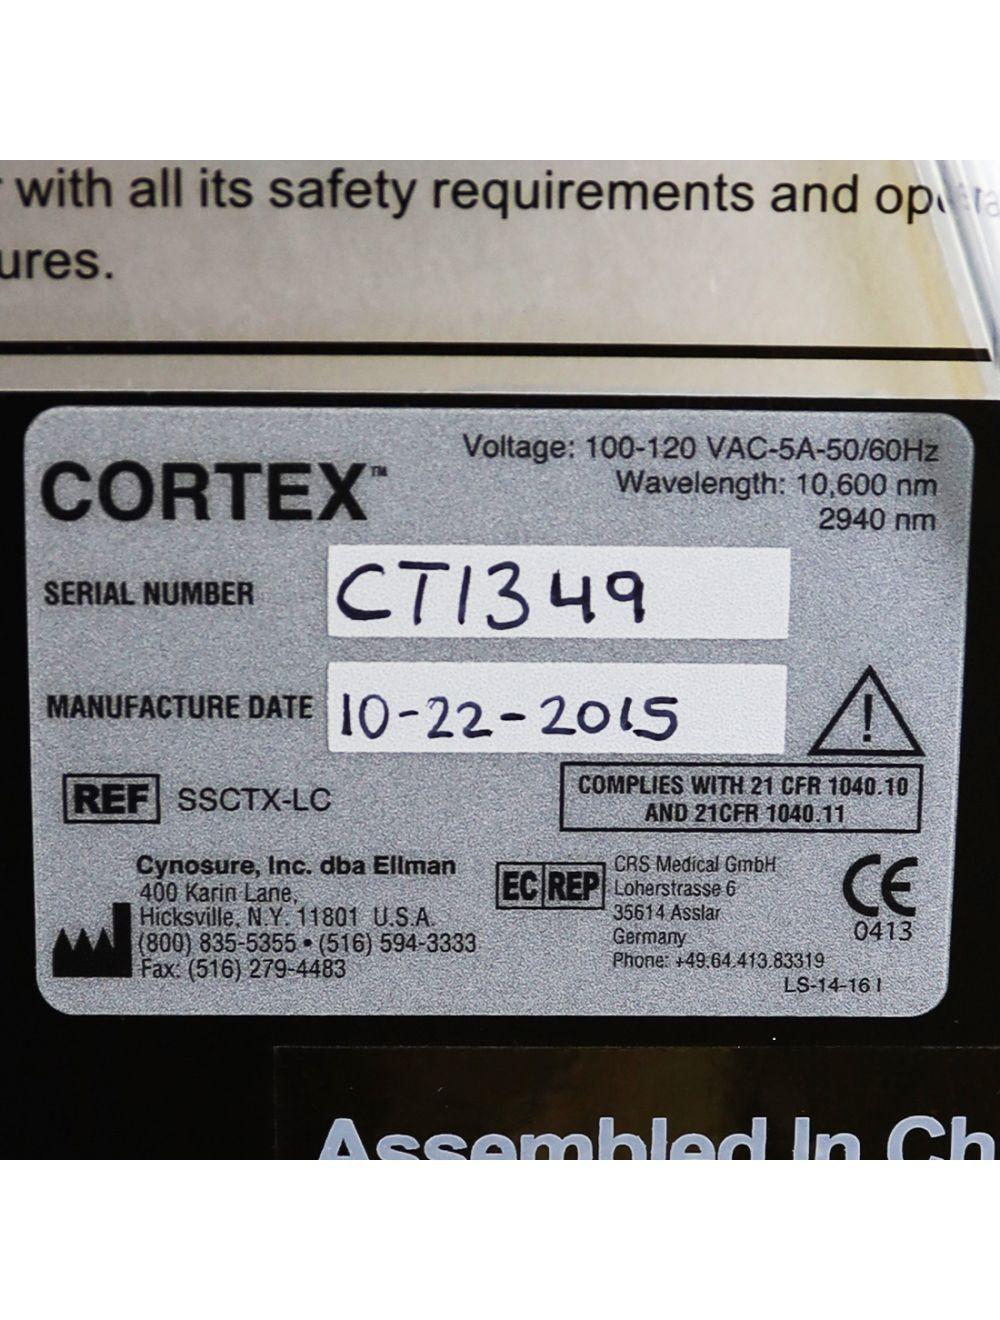 with all its safety requirements and
ures.
CORTEX™
Voltage: 100-120 VAC-5A-50/60Hz
Wavelength: 10,600 nm
2940 nm
SERIAL NUMBER CT1349
MANUFACTURE DATE 10-22-2015
REF SSCTX-LC
COMPLIES WITH 21 CFR 1040.10
AND 21CFR 1040.11
Cynosure, Inc. dba Ellman
400 Karin Lane,
Hicksville, N.Y. 11801 U.S.A.
(800) 835-5355 • (516) 594-3333
Fax: (516) 279-4483
EC REP
CRS Medical GmbH
Loherstrasse 6
35614 Asslar
Germany
Phone: +49.64.413.83319
CE
0413
LS-14-16 I
Assembled In Ch